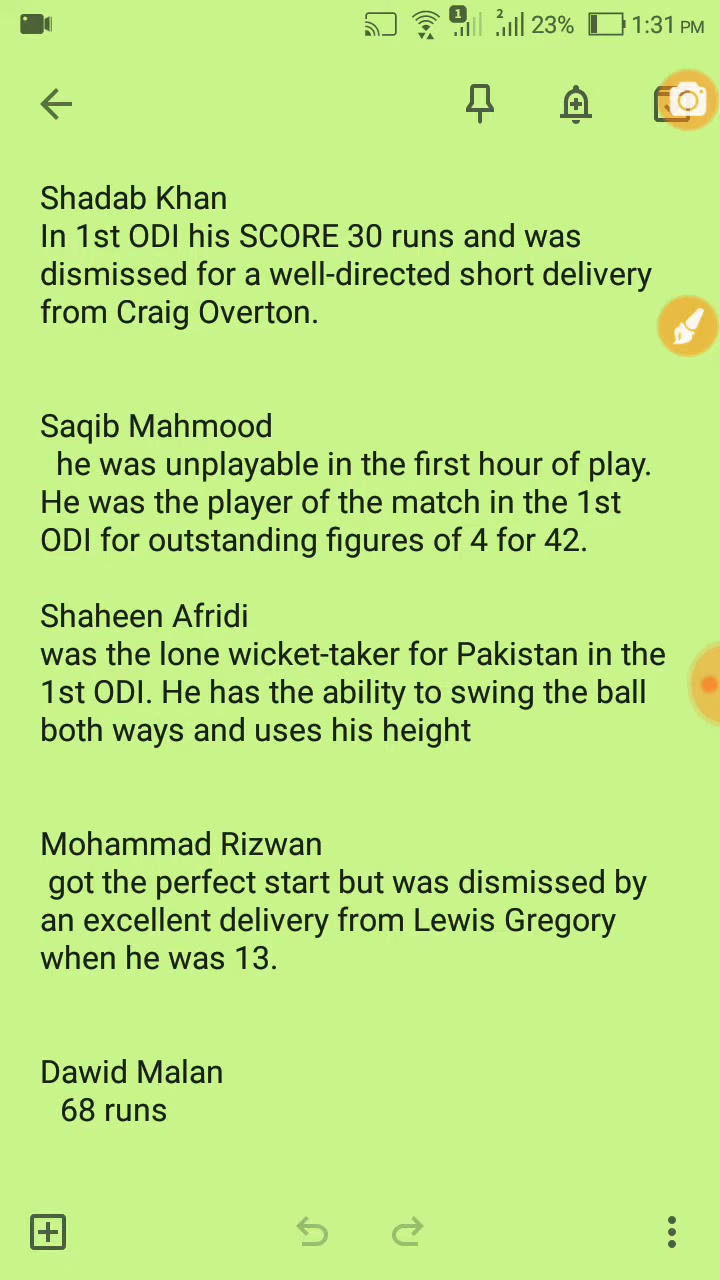 1 2 23% 1:31 PM
Shadab Khan
In 1st ODI his SCORE 30 runs and was
dismissed for a well-directed short delivery
from Craig Overton.
Saqib Mahmood
he was unplayable in the first hour of play.
He was the player of the match in the 1st
ODI for outstanding figures of 4 for 42.
Shaheen Afridi
was the lone wicket-taker for Pakistan in the
1st ODI. He has the ability to swing the ball
both ways and uses his height
Mohammad Rizwan
got the perfect start but was dismissed by
an excellent delivery from Lewis Gregory
when he was 13.
Dawid Malan
68 runs